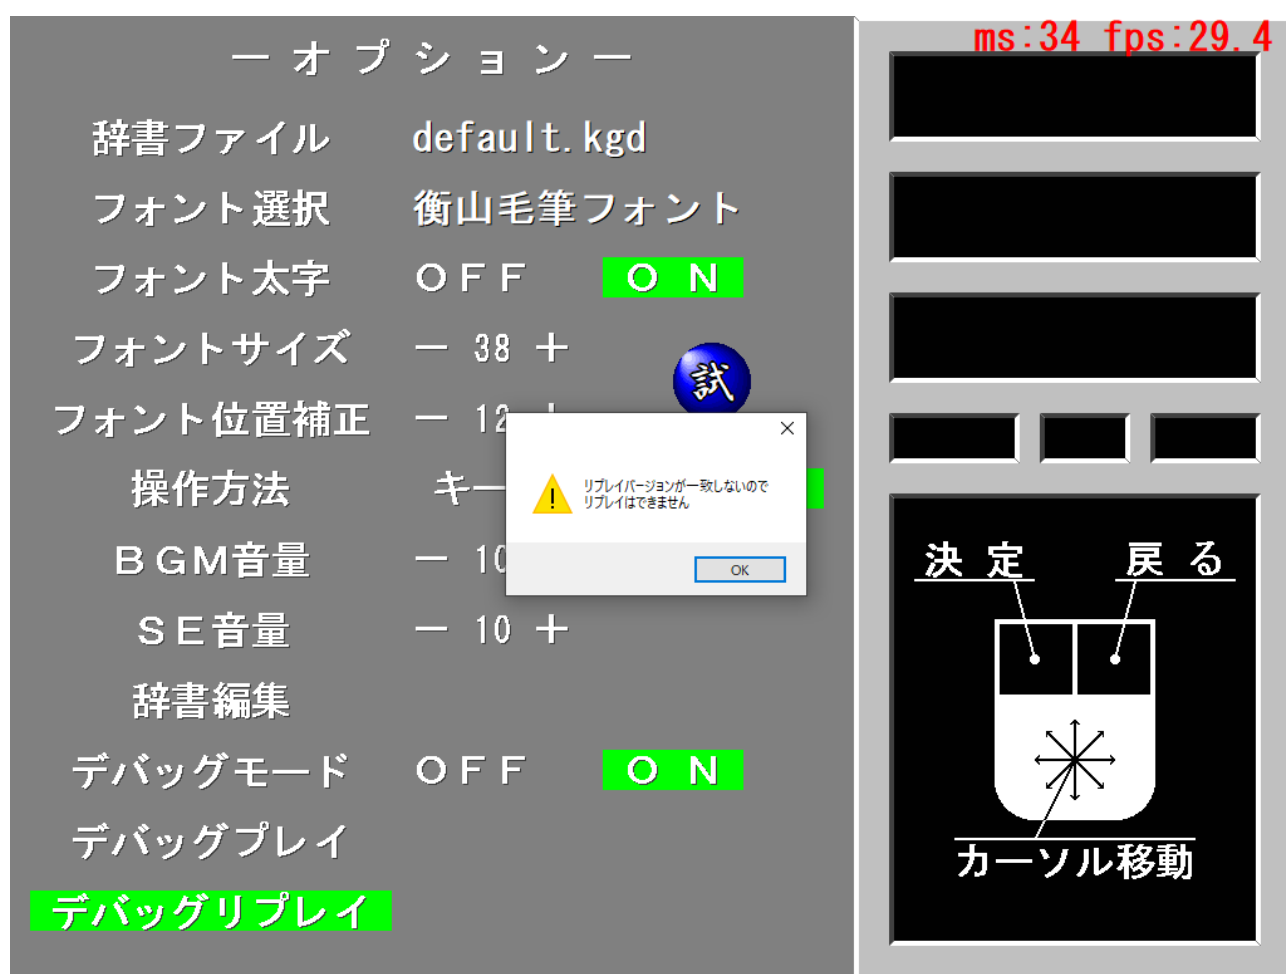 ーオプションー
ms:34 fps:29.4
辞書ファイル default.kgd
フォント選択 衡山毛筆フォント
フォント太字 ＯＦＦ ＯＮ
フォントサイズ － 38 ＋
試
フォント位置補正 － 12
操作方法 キー
リプレイバージョンが一致しないので
リプレイはできません
OK
ＢＧＭ音量 － 10
ＳＥ音量 － 10 ＋
辞書編集
デバッグモード ＯＦＦ ＯＮ
デバッグプレイ
デバッグリプレイ
決定 戻る
カーソル移動